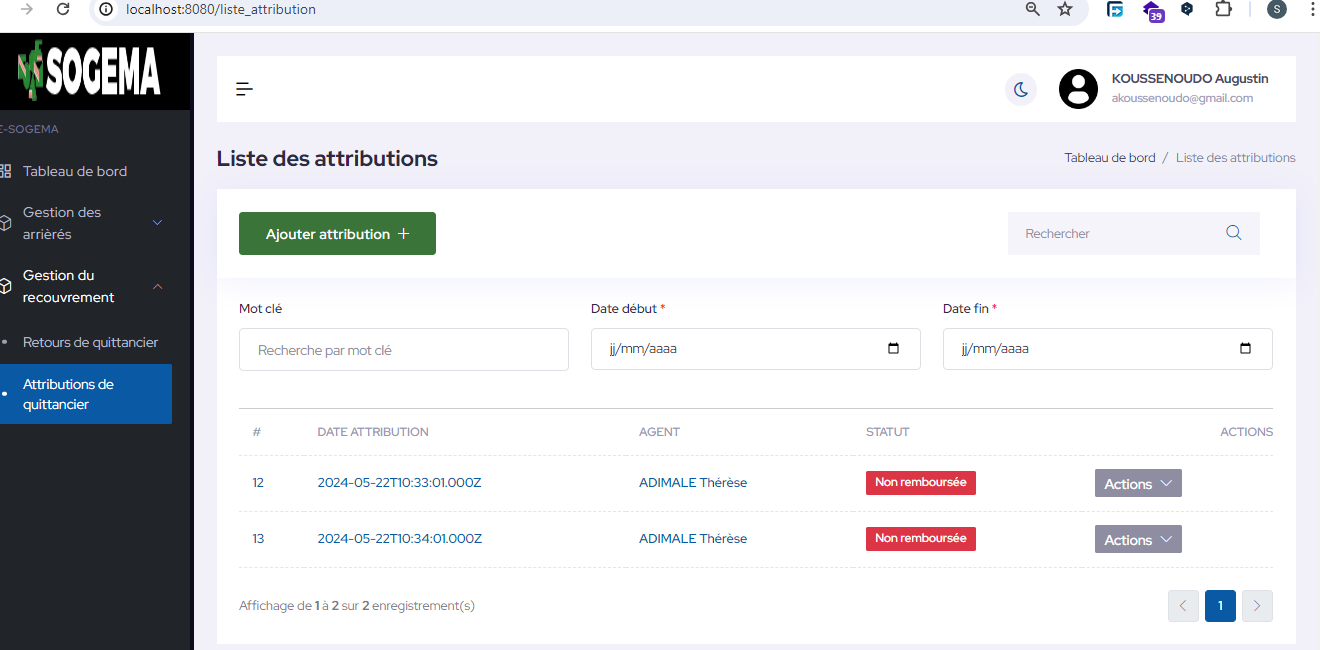 localhost:8080/liste_attribution
39
S
SOGEMA
KOUSSENOUDO Augustin
akoussenoudo@gmail.com
E-SOGEMA
Tableau de bord
Gestion des
arriérés
Gestion du
recouvrement
Retours de quittancier
Attributions de
quittancier
Liste des attributions
Tableau de bord / Liste des attributions
Ajouter attribution +
Rechercher
Mot clé
Date début *
Date fin *
Recherche par mot clé
jj/mm/aaaa
jj/mm/aaaa
# DATE ATTRIBUTION AGENT STATUT ACTIONS
12 2024-05-22T10:33:01.000Z ADIMALE Thérèse Non remboursée Actions
13 2024-05-22T10:34:01.000Z ADIMALE Thérèse Non remboursée Actions
Affichage de 1 à 2 sur 2 enregistrement(s)
1